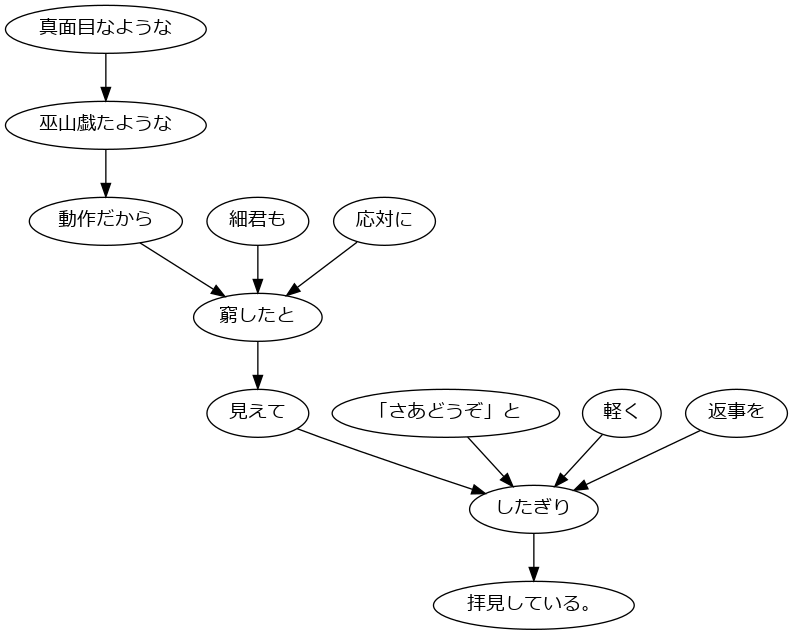 真面目なような
巫山戯たような
動作だから
細君も
応対に
窮したと
見えて
「さあどうぞ」と
軽く
返事を
したぎり
拝見している。